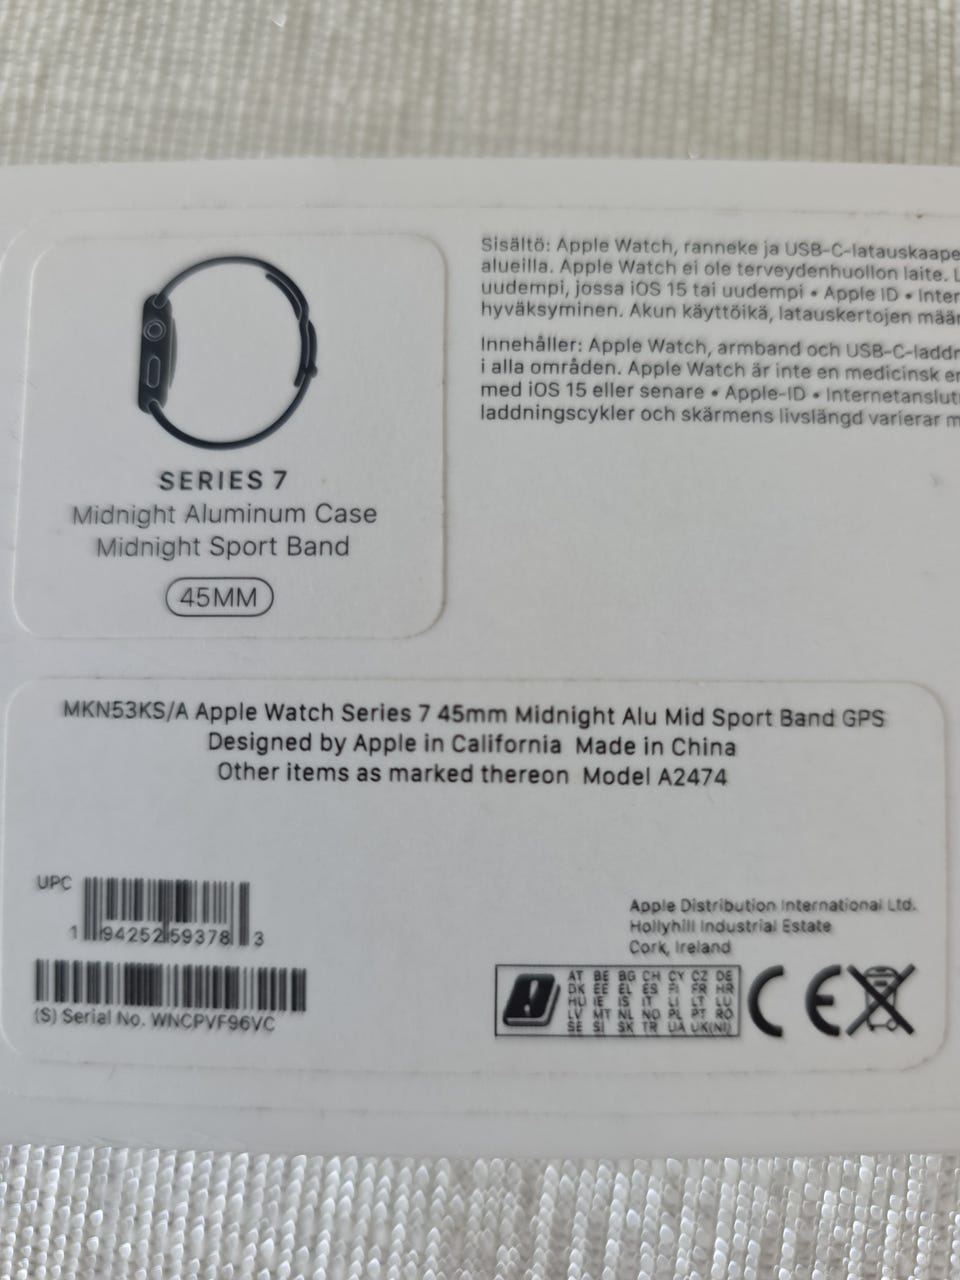 SERIES 7
Midnight Aluminum Case
Midnight Sport Band
45MM
Sisältö: Apple Watch, ranneke ja USB-C-latauskaape
alueilla. Apple Watch ei ole terveydenhuollon laite. L
uudempi, jossa iOS 15 tai uudempi • Apple ID • Inter
hyväksyminen. Akun käyttöikä, latauskertojen määr
Innehåller: Apple Watch, armband och USB-C-laddn
i alla områden. Apple Watch är inte en medicinsk en
med iOS 15 eller senare • Apple-ID • Internetanslut
laddningscykler och skärmens livslängd varierar m
MKN53KS/A Apple Watch Series 7 45mm Midnight Alu Mid Sport Band GPS
Designed by Apple in California Made in China
Other items as marked thereon Model A2474
UPC
1 94252 59378 3
(S) Serial No. WNCPVF96VC
Apple Distribution International Ltd.
Hollyhill Industrial Estate
Cork, Ireland
AT BE BG CH CY CZ DE
DK EE EL ES FI FR HR
HU IE IS IT LI LT LU
LV MT NL NO PL PT RO
SE SI SK TR UA UK(NI)
CE